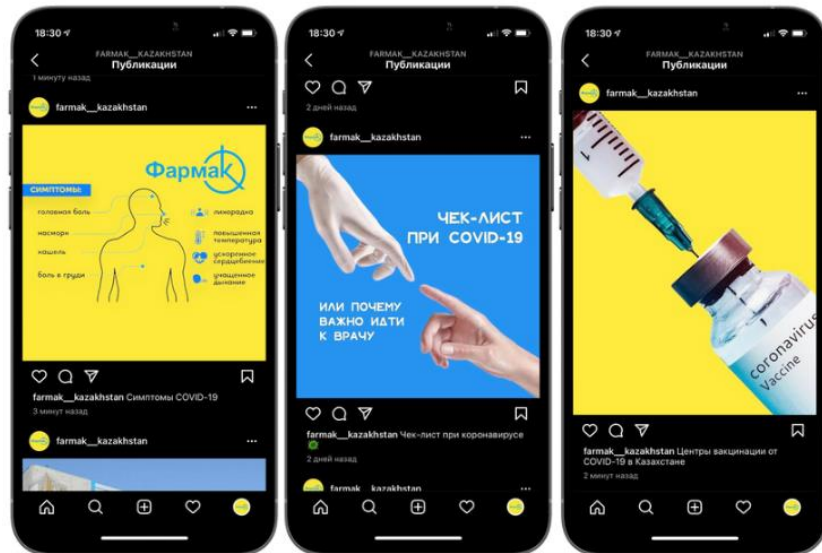 18:30
FARMAK__KAZAKHSTAN
Публикации
1 минуту назад
farmak__kazakhstan
ФармаК
СИМПТОМЫ:
головная боль
насморк
кашель
боль в груди
лихорадка
повышенная
температура
ускоренное
сердцебиение
учащенное
дыхание
farmak__kazakhstan Симптомы COVID-19
3 минут назад
farmak__kazakhstan
18:30
FARMAK__KAZAKHSTAN
Публикации
2 дней назад
farmak__kazakhstan
ЧЕК-ЛИСТ
ПРИ COVID-19
ИЛИ ПОЧЕМУ
ВАЖНО ИДТИ
К ВРАЧУ
farmak__kazakhstan Чек-лист при коронавирусе
2 дней назад
farmak__kazakhstan
18:30
FARMAK__KAZAKHSTAN
Публикации
farmak__kazakhstan
1
coronavirus
Vaccine
farmak__kazakhstan Центры вакцинации от
COVID-19 в Казахстане
2 минут назад